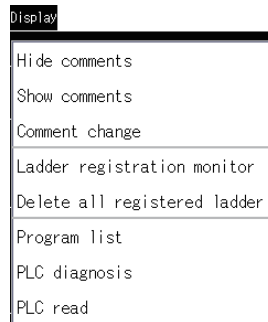 Display
Hide comments
Show comments
Comment change
Ladder registration monitor
Delete all registered ladder
Program list
PLC diagnosis
PLC read